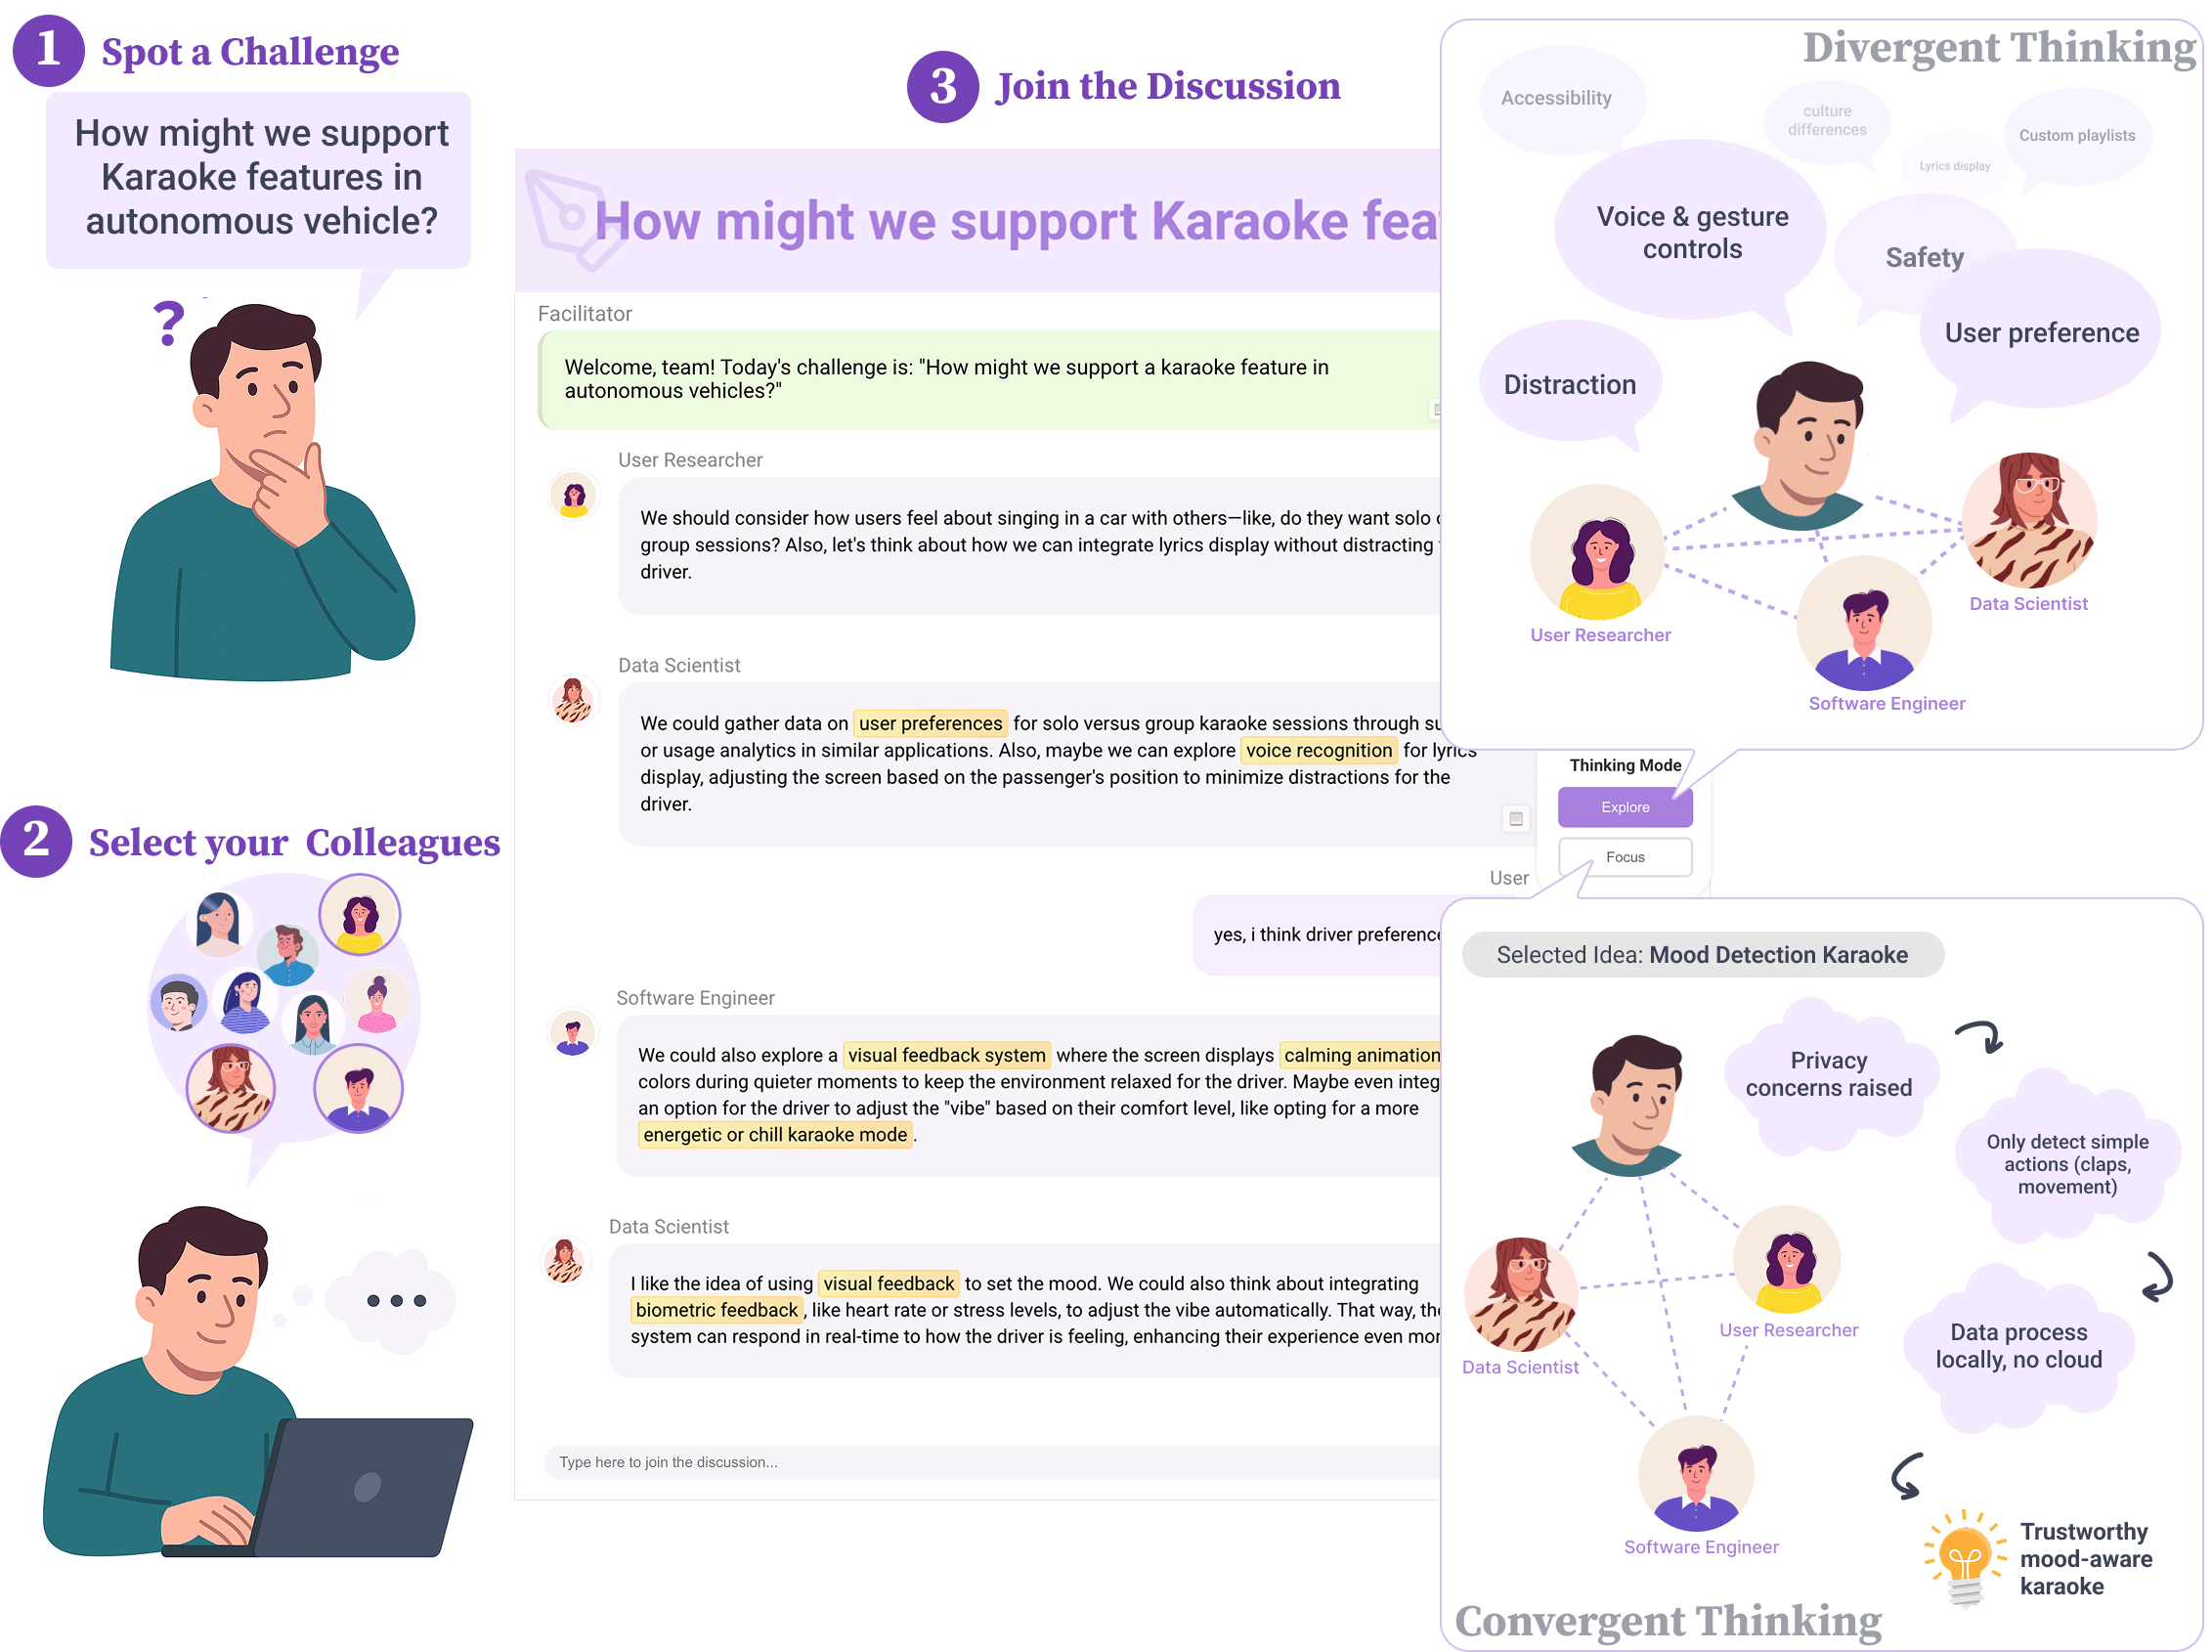 1 Spot a Challenge
How might we support
Karaoke features in
autonomous vehicle?
?
2 Select your Colleagues
3 Join the Discussion
How might we support Karaoke fea
Facilitator
Welcome, team! Today's challenge is: "How might we support a karaoke feature in
autonomous vehicles?"
User Researcher
We should consider how users feel about singing in a car with others—like, do they want solo
group sessions? Also, let's think about how we can integrate lyrics display without distracting
driver.
Data Scientist
We could gather data on user preferences for solo versus group karaoke sessions through su
or usage analytics in similar applications. Also, maybe we can explore voice recognition for lyrics
display, adjusting the screen based on the passenger's position to minimize distractions for the
driver.
User
yes, i think driver preference
Software Engineer
We could also explore a visual feedback system where the screen displays calming animation
colors during quieter moments to keep the environment relaxed for the driver. Maybe even integ
an option for the driver to adjust the "vibe" based on their comfort level, like opting for a more
energetic or chill karaoke mode.
Data Scientist
I like the idea of using visual feedback to set the mood. We could also think about integrating
biometric feedback, like heart rate or stress levels, to adjust the vibe automatically. That way, the
system can respond in real-time to how the driver is feeling, enhancing their experience even mor
Type here to join the discussion...
Divergent Thinking
Accessibility
culture
differences
Custom playlists
Lyrics display
Voice & gesture
controls
Safety
User preference
Distraction
User Researcher
Data Scientist
Software Engineer
Thinking Mode
Explore
Focus
Selected Idea: Mood Detection Karaoke
Privacy
concerns raised
Only detect simple
actions (claps,
movement)
Data process
locally, no cloud
User Researcher
Data Scientist
Software Engineer
Trustworthy
mood-aware
karaoke
Convergent Thinking